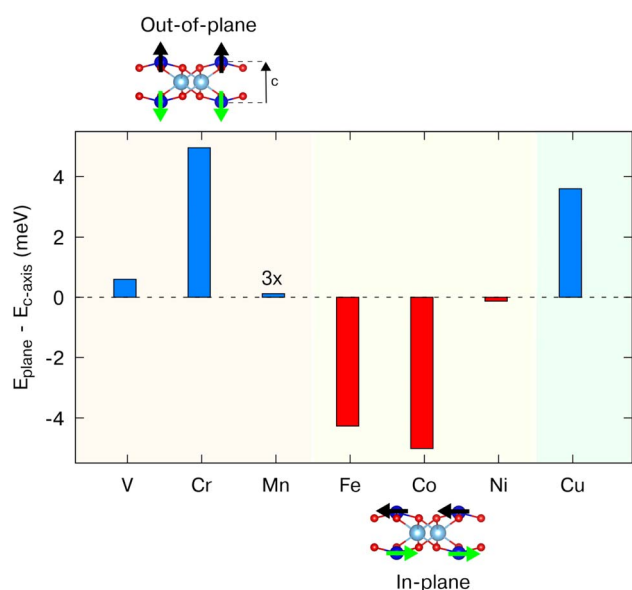 Out-of-plane
c
E_plane - E_c-axis (meV)
4
2
0
-2
-4
3x
V Cr Mn Fe Co Ni Cu
In-plane